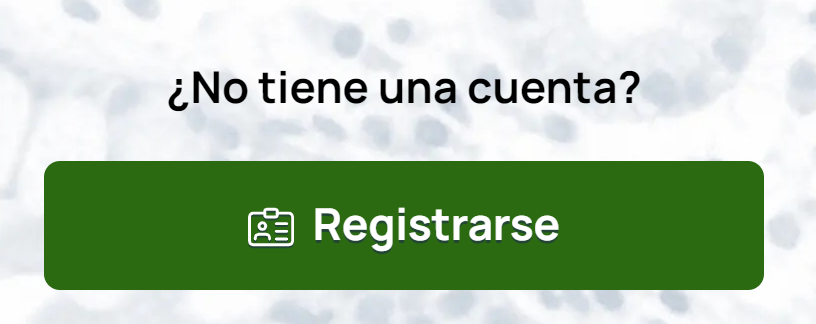 ¿No tiene una cuenta?
Registrarse